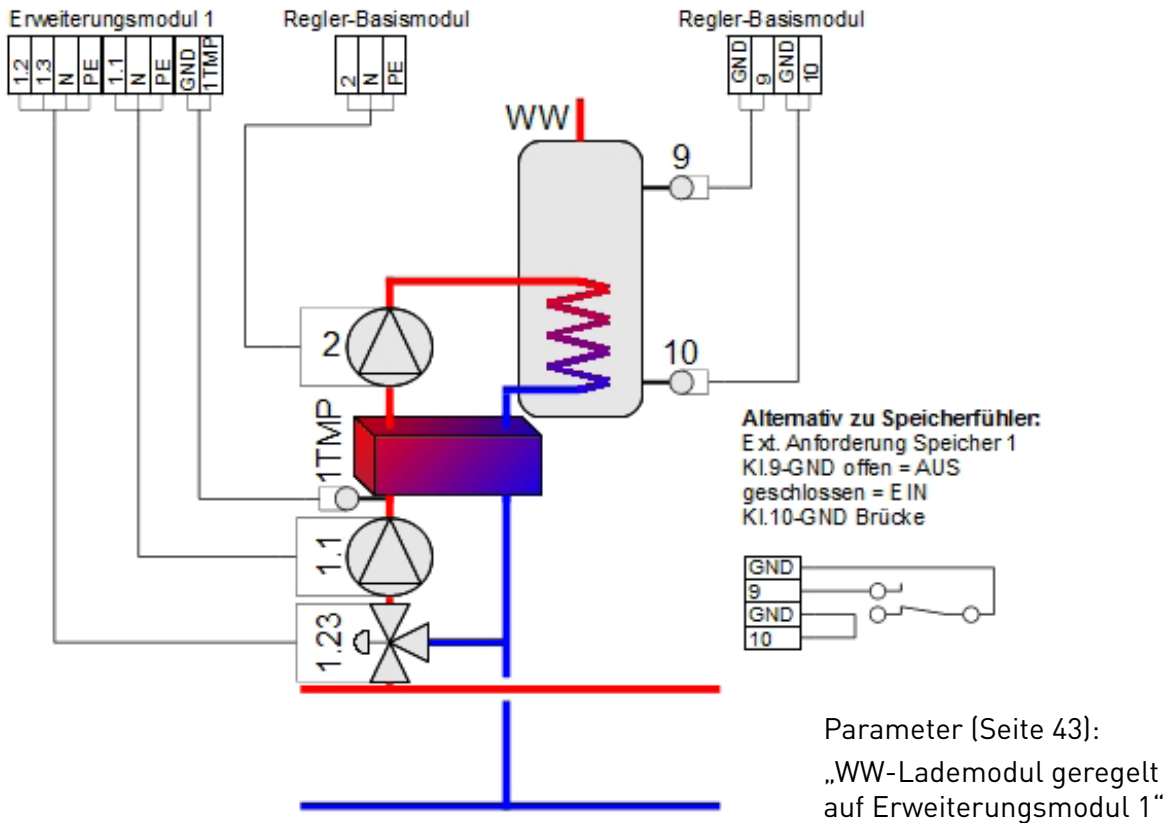 Erweiterungsmodul 1
Regler-Basismodul
Regler-Basismodul
1.2
1.3
N
PE
1.1
N
PE
GND
1TMP
2
N
PE
GND
9
GND
10
WW
9
2
10
1TMP
1.1
1.23
Alternativ zu Speicherfühler:
Ext. Anforderung Speicher 1
Kl.9-GND offen = AUS
geschlossen = EIN
Kl.10-GND Brücke
GND
9
GND
10
Parameter (Seite 43):
„WW-Lademodul geregelt
auf Erweiterungsmodul 1“